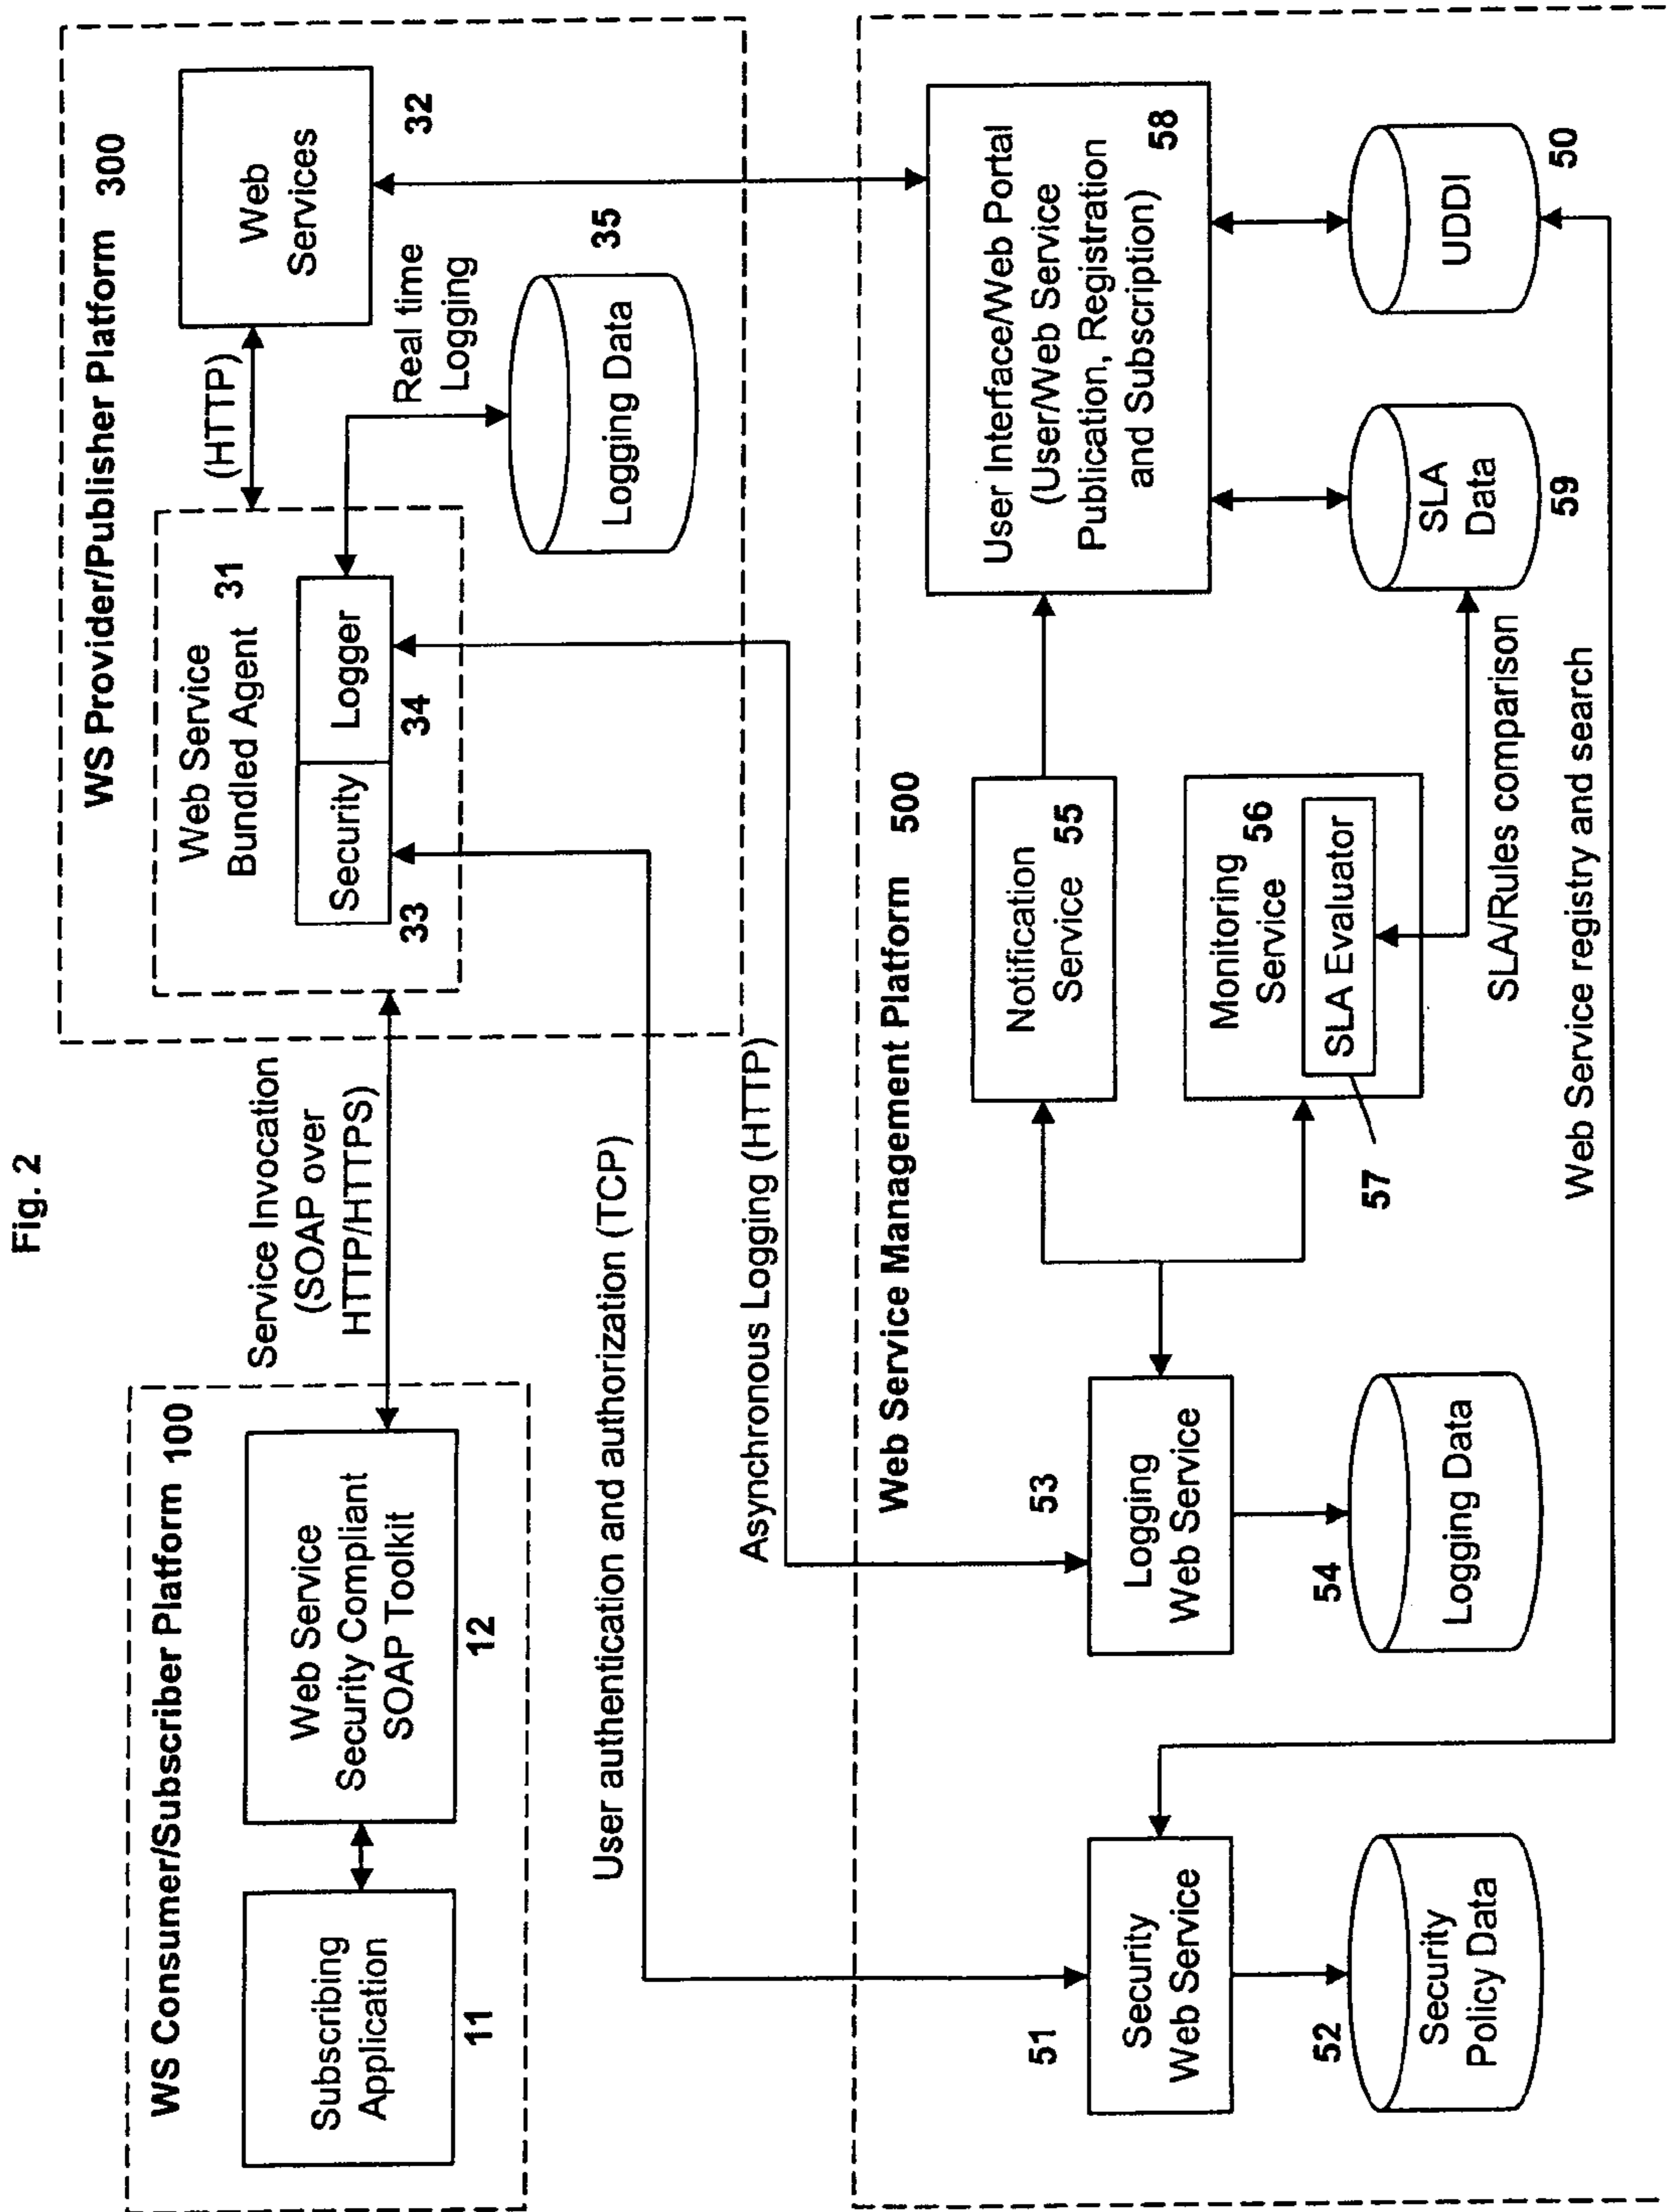 Fig. 2
WS Consumer/Subscriber Platform 100
Subscribing
Application
11
Web Service
Security Compliant
SOAP Toolkit
12
Service Invocation
(SOAP over
HTTP/HTTPS)
WS Provider/Publisher Platform 300
Web Service
Bundled Agent 31
Security
Logger
33
34
(HTTP)
Web
Services
32
Real time
Logging
Logging Data
35
User authentication and authorization (TCP)
Asynchronous Logging (HTTP)
Web Service Management Platform 500
51
Security
Web Service
52
Security
Policy Data
53
Logging
Web Service
54
Logging Data
Notification
Service 55
Monitoring
Service 56
SLA Evaluator
57
User Interface/Web Portal
(User/Web Service
Publication, Registration
and Subscription)
58
SLA
Data
59
UDDI
50
SLA/Rules comparison
Web Service registry and search